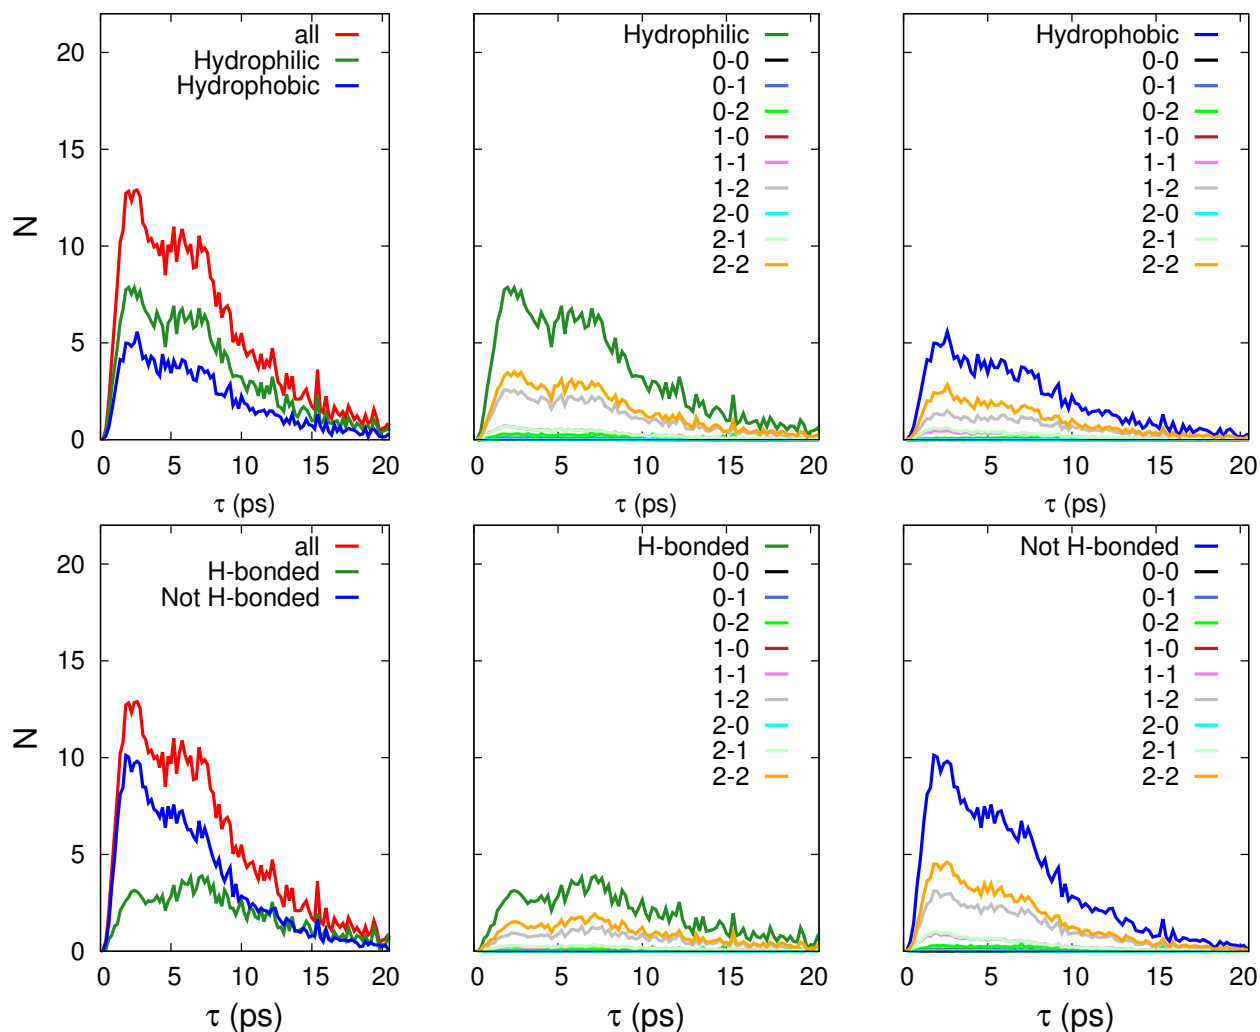 20
15
10
5
0
N
all
Hydrophilic
Hydrophobic
0 5 10 15 20
τ (ps)
Hydrophilic
0-0
0-1
0-2
1-0
1-1
1-2
2-0
2-1
2-2
0 5 10 15 20
τ (ps)
Hydrophobic
0-0
0-1
0-2
1-0
1-1
1-2
2-0
2-1
2-2
0 5 10 15 20
τ (ps)
20
15
10
5
0
N
all
H-bonded
Not H-bonded
0 5 10 15 20
τ (ps)
H-bonded
0-0
0-1
0-2
1-0
1-1
1-2
2-0
2-1
2-2
0 5 10 15 20
τ (ps)
Not H-bonded
0-0
0-1
0-2
1-0
1-1
1-2
2-0
2-1
2-2
0 5 10 15 20
τ (ps)